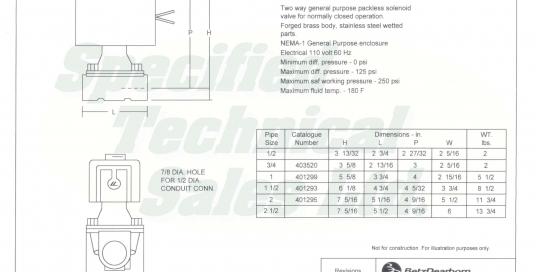 Two way general purpose packless solenoid
valve for normally closed operation.
Forged brass body, stainless steel wetted
parts.
NEMA-1 General Purpose enclosure
Electrical 110 volt 60 Hz
Minimum diff. pressure - 0 psi
Maximum diff. pressure - 125 psi
Maximum saf working pressure - 250 psi
Maximum fluid temp. - 180 F
P H
L
Specified
Technical
Sales
Pipe Size Catalogue Number Dimensions - in. WT. lbs.
H L P W
1/2 3 13/32 2 3/4 2 27/32 2 5/16 2
3/4 403520 3 5/8 2 13/16 3 2 5/16 2
1 401299 5 5/8 3 3/4 4 2 15/16 5 1/2
1 1/2 401293 6 1/8 4 3/4 4 5/32 3 3/4 8 1/2
2 401295 7 5/16 5 1/16 4 9/16 5 1/2 11 3/4
2 1/2 7 5/16 5 1/2 4 9/16 6 13 3/4
7/8 DIA. HOLE
FOR 1/2 DIA.
CONDUIT CONN.
Not for construction. For illustration purposes only.
Revisions
BetzDearborn